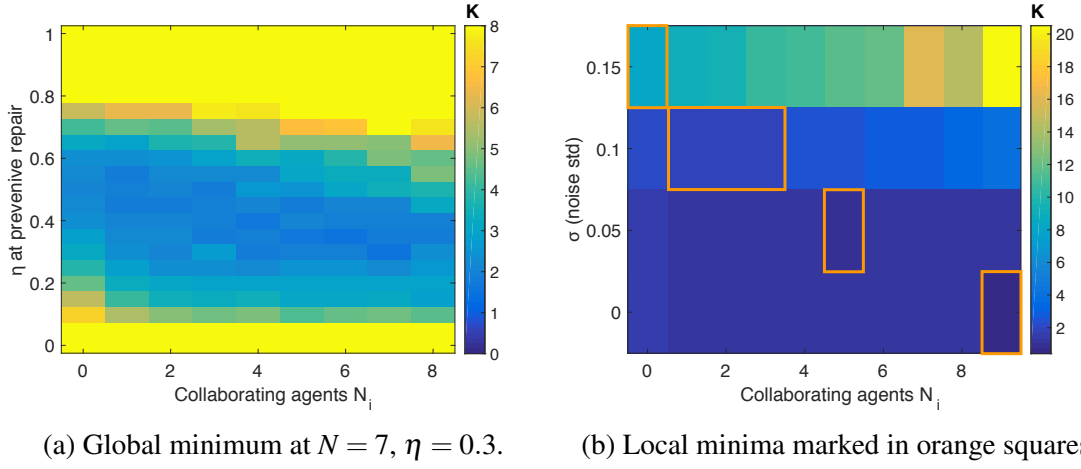 K
1
0.8
0.6
0.4
0.2
0
η at prevenive repair
0 2 4 6 8
Collaborating agents N_i
8
7
6
5
4
3
2
1
0
K
0.15
0.1
0.05
0
σ (noise std)
0 2 4 6 8
Collaborating agents N_i
20
18
16
14
12
10
8
6
4
2
(a) Global minimum at N = 7, η = 0.3.
(b) Local minima marked in orange squares